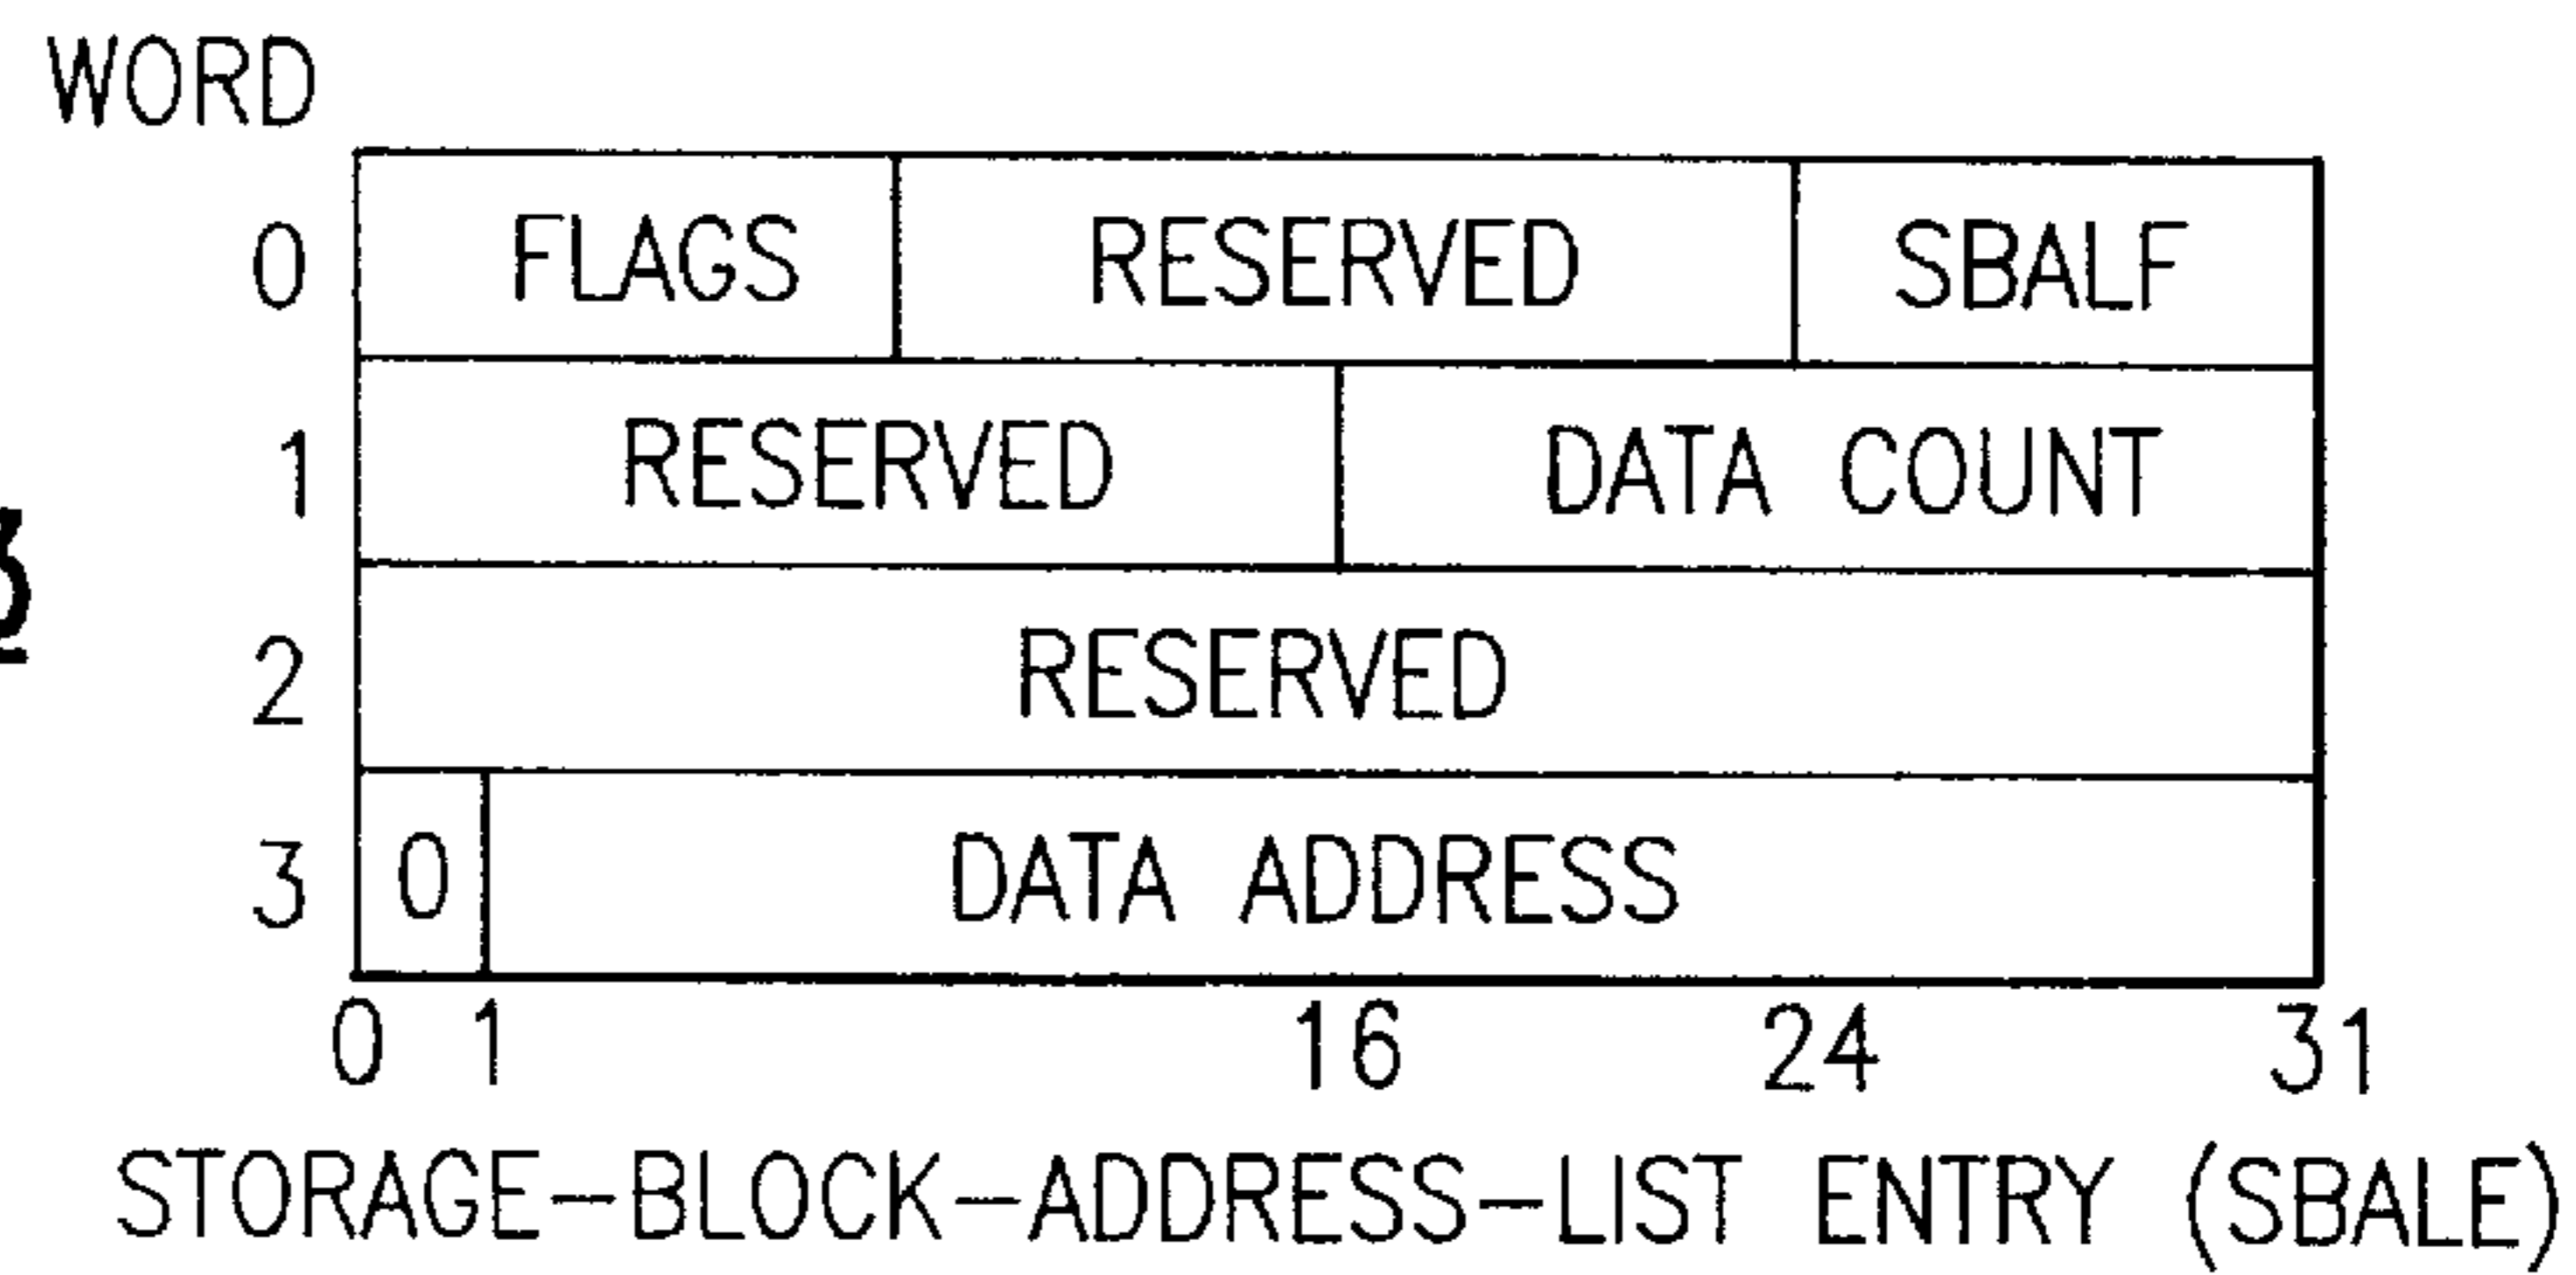 WORD
0 FLAGS RESERVED SBALF
1 RESERVED DATA COUNT
3
2 RESERVED
3 0 DATA ADDRESS
0 1 16 24 31
STORAGE-BLOCK-ADDRESS-LIST ENTRY (SBALE)